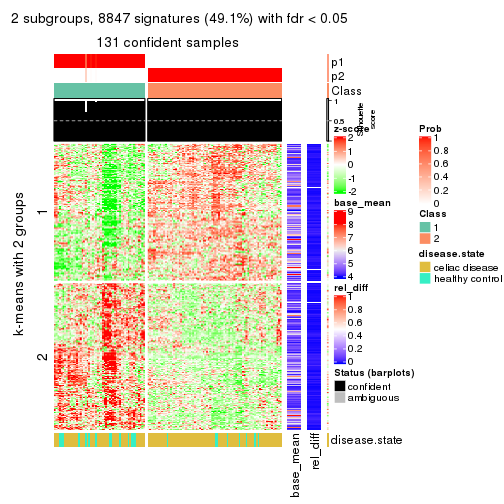 2 subgroups, 8847 signatures (49.1%) with fdr < 0.05
131 confident samples
p1
p2
Class
1
0.5
Silhouette
score
k-means with 2 groups
1
2
z-score
2
1
0
-1
-2
base_mean
9
8
7
6
5
4
rel_diff
1
0.8
0.6
0.4
0.2
0
Status (barplots)
confident
ambiguous
Prob
1
0.8
0.6
0.4
0.2
0
Class
1
2
disease.state
celiac disease
healthy control
disease.state
base_mean
rel_diff